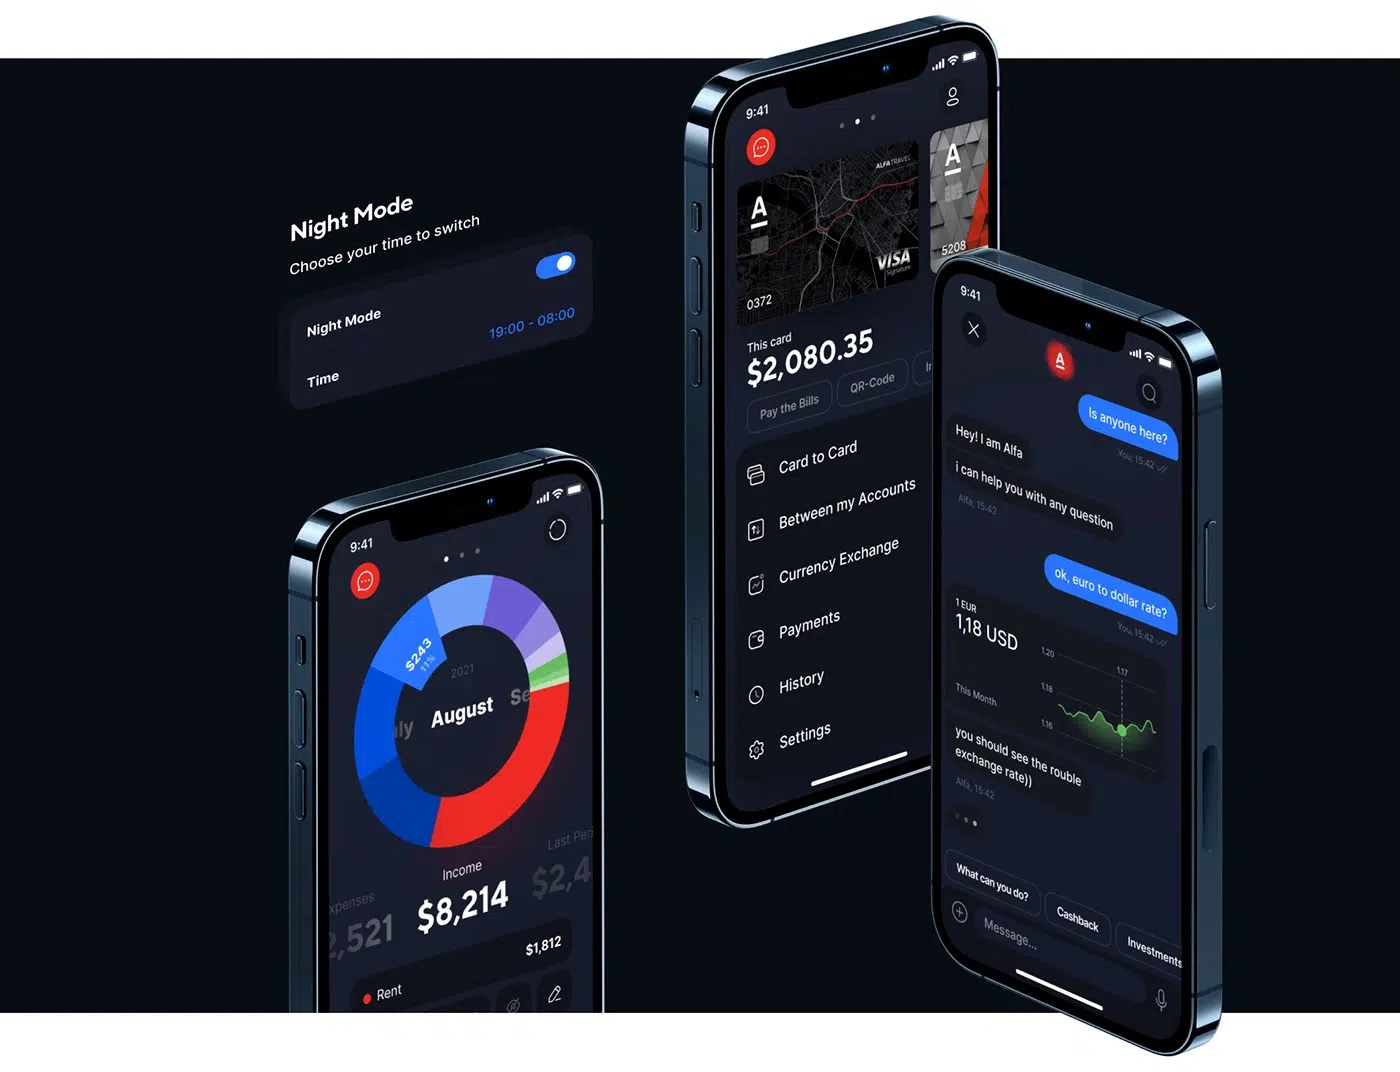 Night Mode
Choose your time to switch
Night Mode
19:00 - 08:00
Time
9:41
$243
11%
2021
August
Se
Income
$8,214
Last Pen
$2,4
xpenses
2,521
$1,812
Rent
9:41
A
ALFATRAVEL
VISA
Signature
0372
A
5208
This card
$2,080.35
Pay the Bills
QR-Code
Card to Card
Between my Accounts
Currency Exchange
Payments
History
Settings
9:41
A
Is anyone here?
You, 15:42
Hey! I am Alfa
i can help you with any question
Alfa, 15:42
ok, euro to dollar rate?
You, 15:42
1 EUR
1,18 USD
This Month
1.20
1.18
1.16
1.17
you should see the rouble
exchange rate))
Alfa, 15:42
What can you do?
Cashback
Investments
Message...